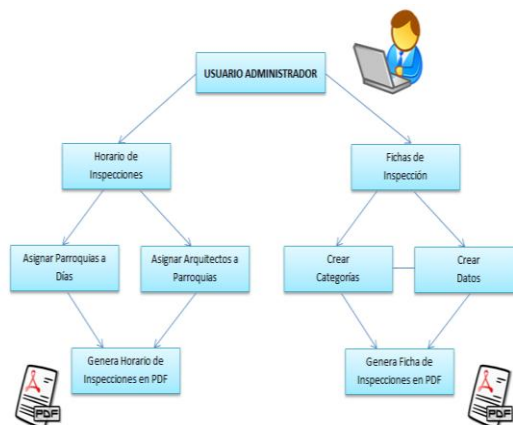 USUARIO ADMINISTRADOR
Horario de
Inspecciones
Fichas de
Inspección
Asignar Parroquias a
Días
Asignar Arquitectos a
Parroquias
Crear
Categorías
Crear
Datos
Genera Horario de
Inspecciones en PDF
Genera Ficha de
Inspecciones en PDF
PDF
PDF